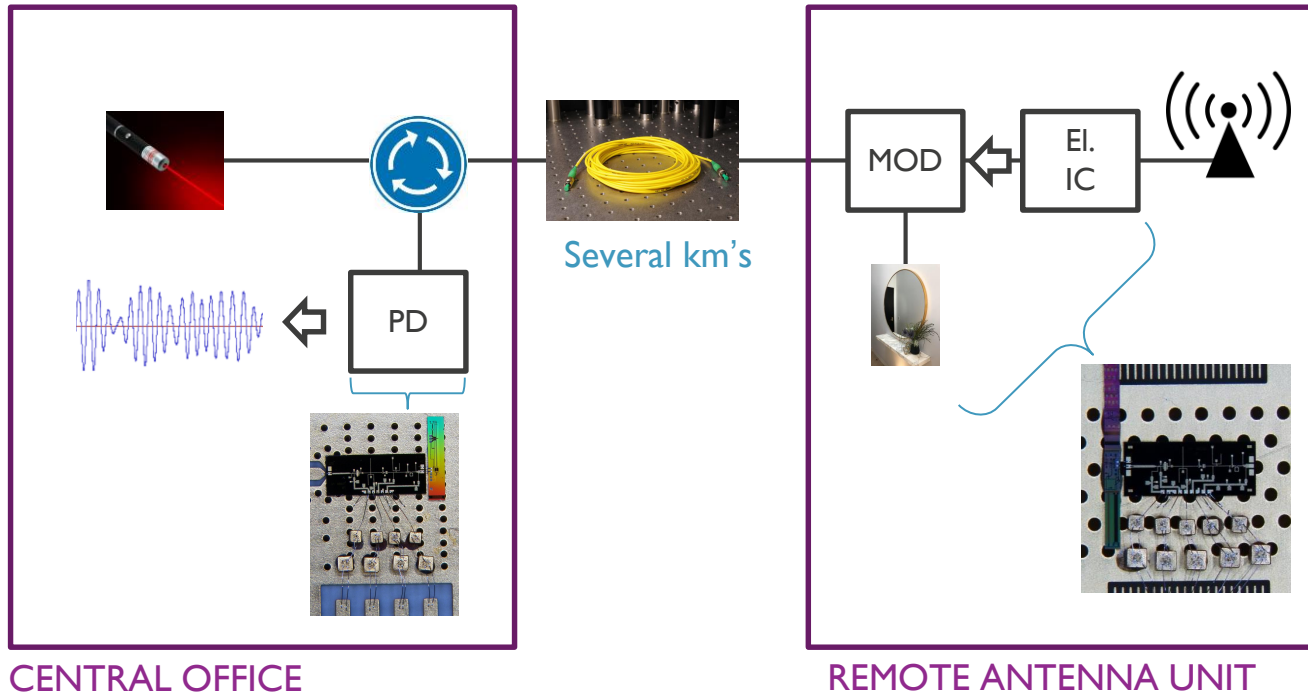 MOD
El.
IC
Several km's
PD
CENTRAL OFFICE
REMOTE ANTENNA UNIT